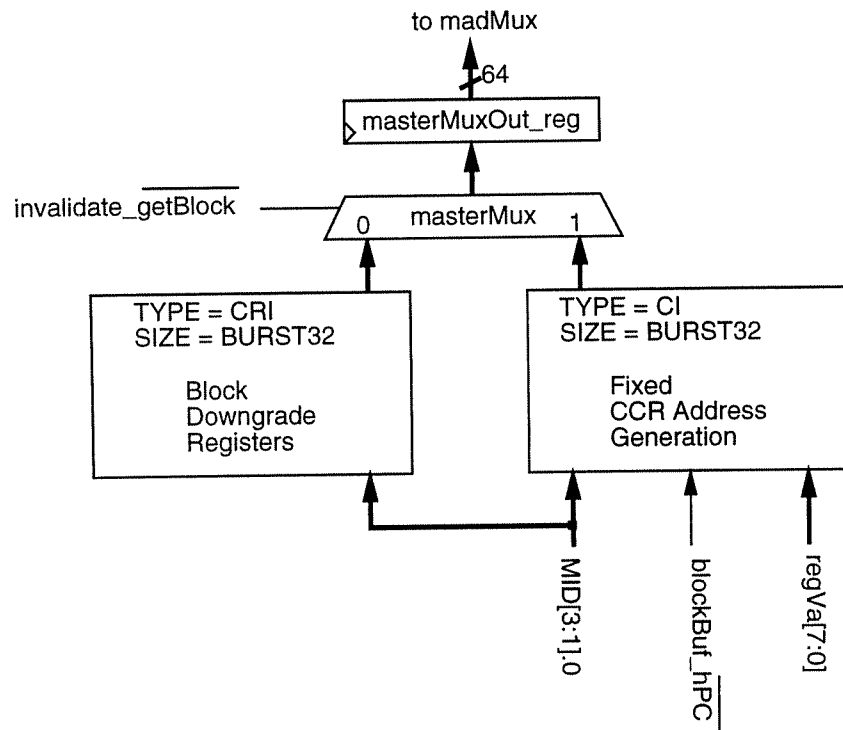 to madMux
64
masterMuxOut_reg
invalidate_getBlock
0 masterMux 1
TYPE = CRI
SIZE = BURST32
Block
Downgrade
Registers
TYPE = CI
SIZE = BURST32
Fixed
CCR Address
Generation
MID[3:1].0
blockBuf_hPC
regVa[7:0]